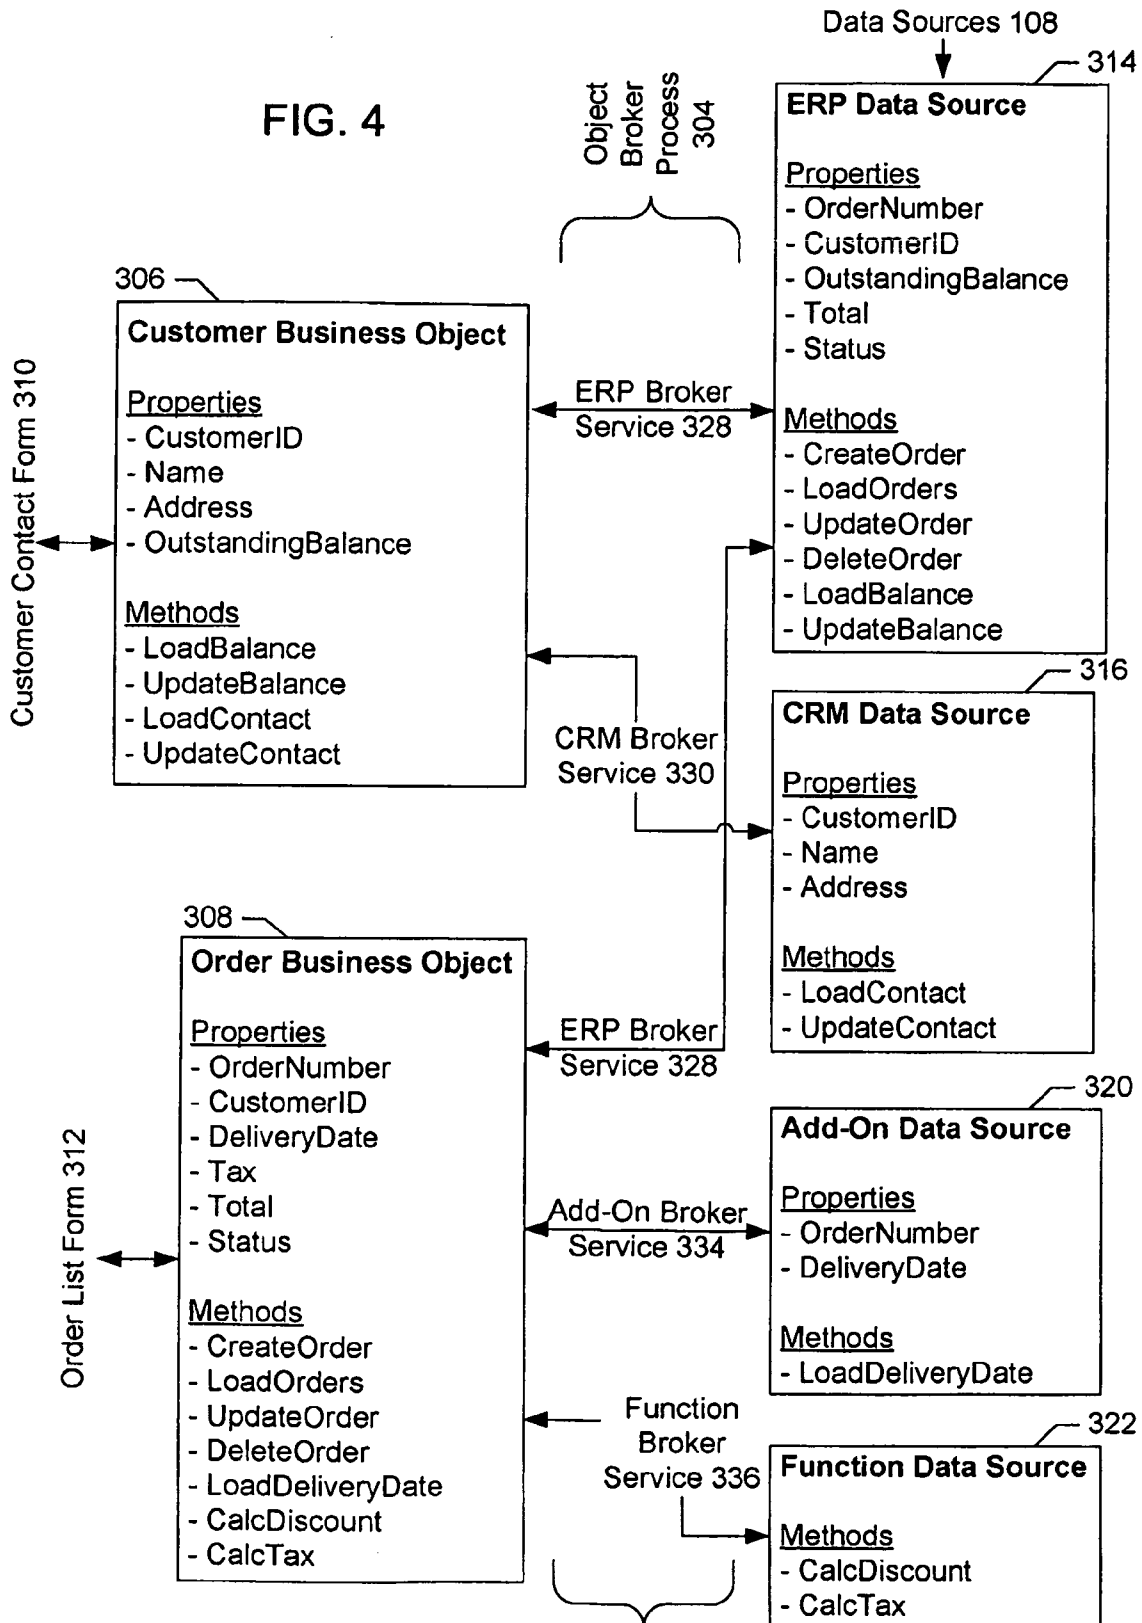 Data Sources 108
FIG. 4
Object
Broker
Process
304
314
ERP Data Source
Properties
- OrderNumber
- CustomerID
- OutstandingBalance
- Total
- Status
Methods
- CreateOrder
- LoadOrders
- UpdateOrder
- DeleteOrder
- LoadBalance
- UpdateBalance
306
Customer Business Object
Properties
- CustomerID
- Name
- Address
- OutstandingBalance
Methods
- LoadBalance
- UpdateBalance
- LoadContact
- UpdateContact
Customer Contact Form 310
ERP Broker
Service 328
CRM Broker
Service 330
316
CRM Data Source
Properties
- CustomerID
- Name
- Address
Methods
- LoadContact
- UpdateContact
308
Order Business Object
Properties
- OrderNumber
- CustomerID
- DeliveryDate
- Tax
- Total
- Status
Methods
- CreateOrder
- LoadOrders
- UpdateOrder
- DeleteOrder
- LoadDeliveryDate
- CalcDiscount
- CalcTax
Order List Form 312
ERP Broker
Service 328
Add-On Broker
Service 334
Function
Broker
Service 336
320
Add-On Data Source
Properties
- OrderNumber
- DeliveryDate
Methods
- LoadDeliveryDate
322
Function Data Source
Methods
- CalcDiscount
- CalcTax